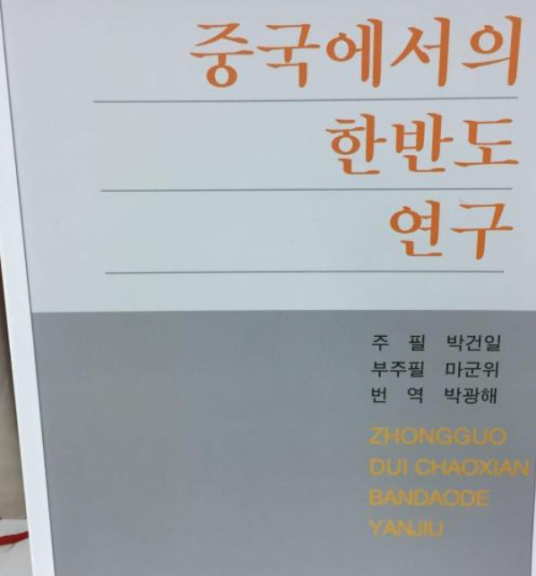 중국에서의
한반도
연구
주 필 박건일
부주필 마군위
번 역 박광해
ZHONGGUO
DUI CHAOXIAN
BANDAODE
YANJIU